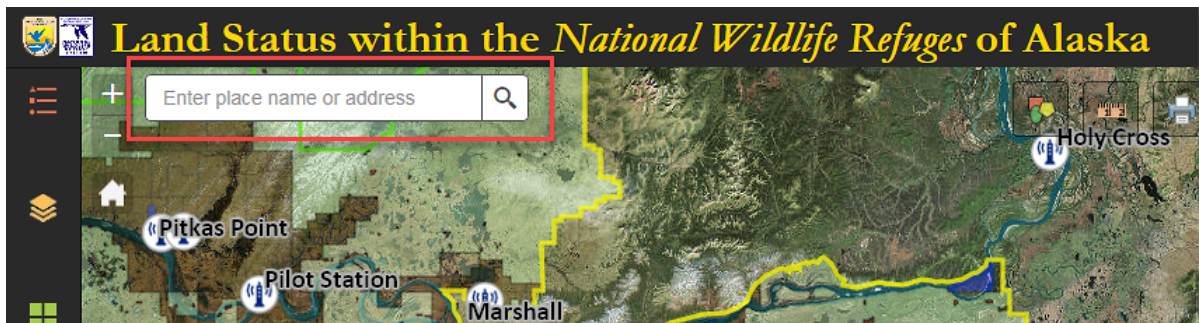 Land Status within the National Wildlife Refuges of Alaska
Enter place name or address
Holy Cross
Pitkas Point
Pilot Station
Marshall